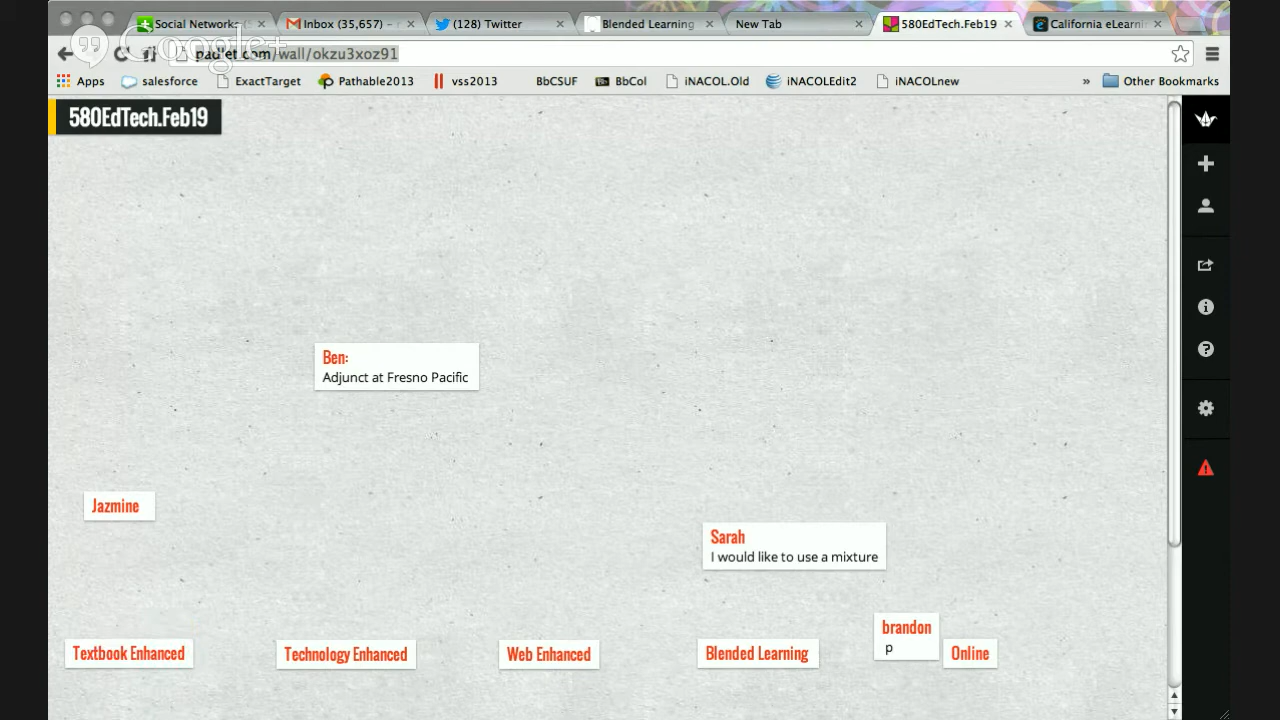 Social Networks
Inbox (35,657) –
(128) Twitter
Blended Learning
New Tab
580EdTech.Feb19
California eLearni
Google+
padlet.com/wall/okzu3xoz91
Apps
salesforce
ExactTarget
Pathable2013
vss2013
BbCSUF
BbCol
iNACOL.Old
iNACOLEdit2
iNACOLnew
»
Other Bookmarks
580EdTech.Feb19
Ben:
Adjunct at Fresno Pacific
Jazmine
Sarah
I would like to use a mixture
brandon
p
Textbook Enhanced
Technology Enhanced
Web Enhanced
Blended Learning
Online